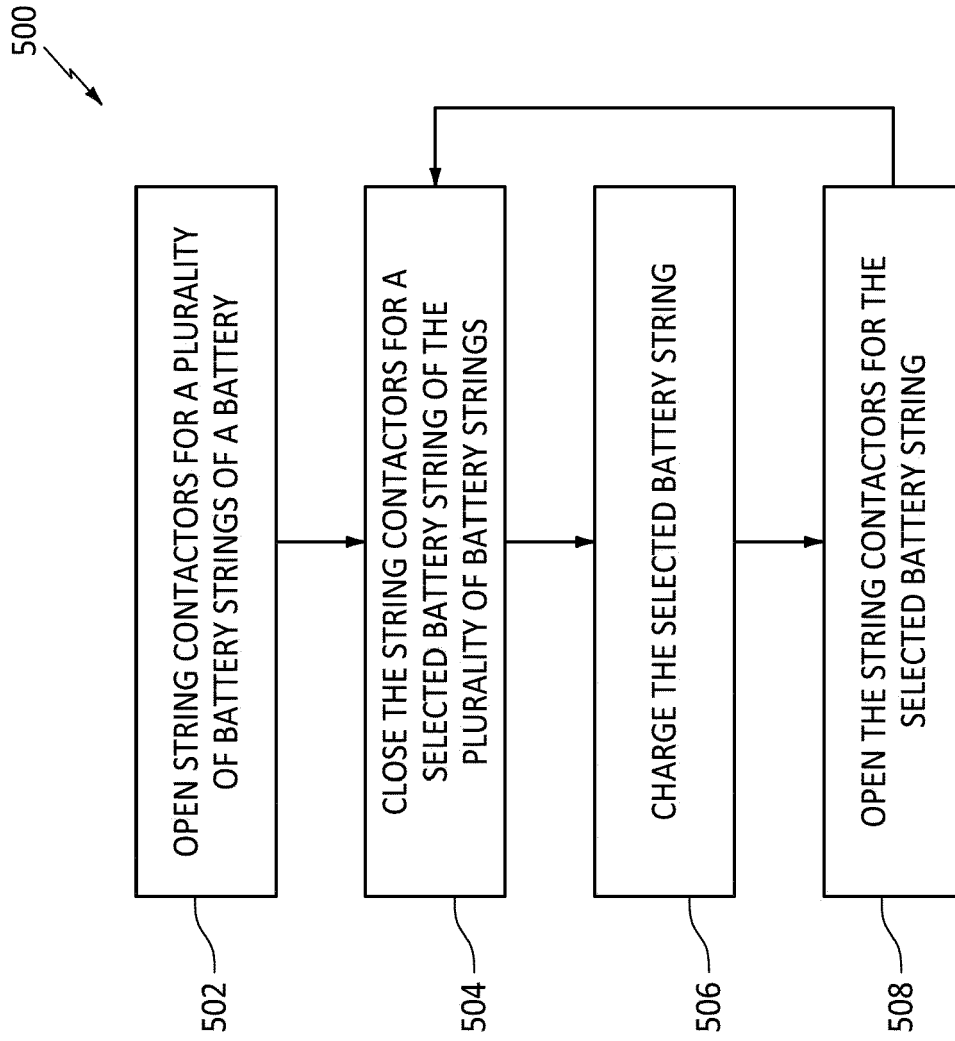 500
502
OPEN STRING CONTACTORS FOR A PLURALITY
OF BATTERY STRINGS OF A BATTERY
504
CLOSE THE STRING CONTACTORS FOR A
SELECTED BATTERY STRING OF THE
PLURALITY OF BATTERY STRINGS
506
CHARGE THE SELECTED BATTERY STRING
508
OPEN THE STRING CONTACTORS FOR THE
SELECTED BATTERY STRING